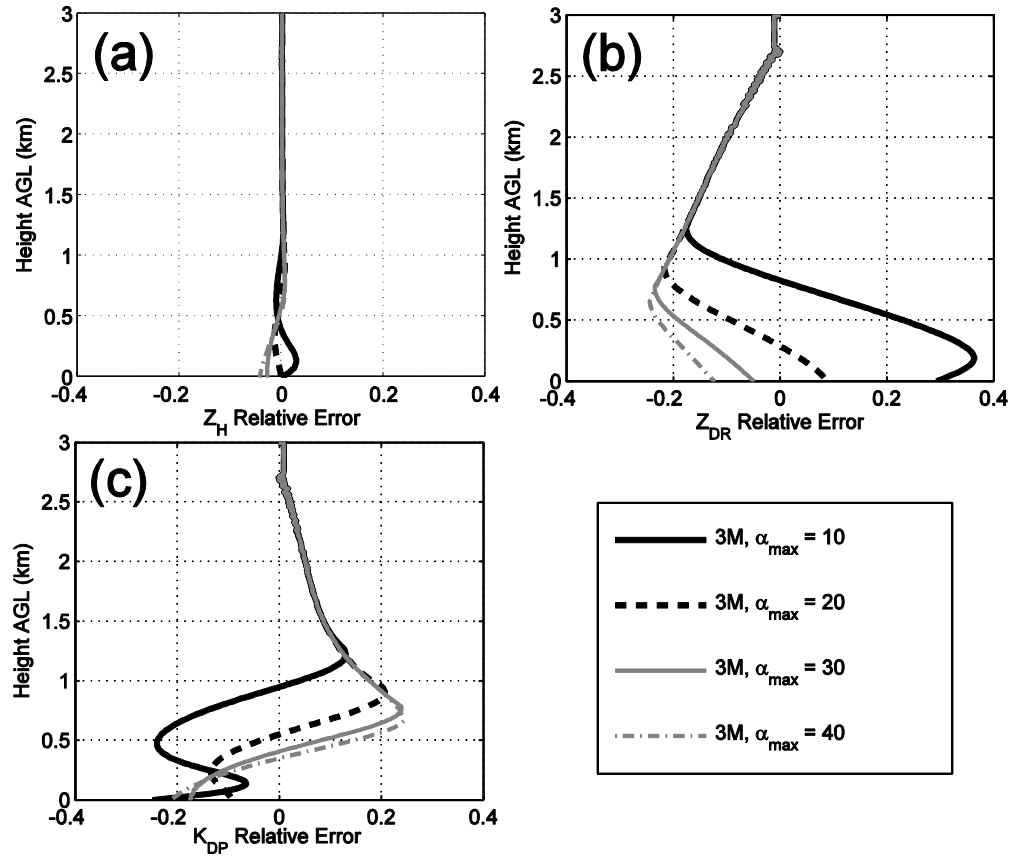 (a)
Height AGL (km)
3
2.5
2
1.5
1
0.5
0
-0.4 -0.2 0 0.2 0.4
Z_H Relative Error
(b)
Height AGL (km)
3
2.5
2
1.5
1
0.5
0
-0.4 -0.2 0 0.2 0.4
Z_DR Relative Error
(c)
Height AGL (km)
3
2.5
2
1.5
1
0.5
0
-0.4 -0.2 0 0.2 0.4
K_DP Relative Error
3M, α_max = 10
3M, α_max = 20
3M, α_max = 30
3M, α_max = 40